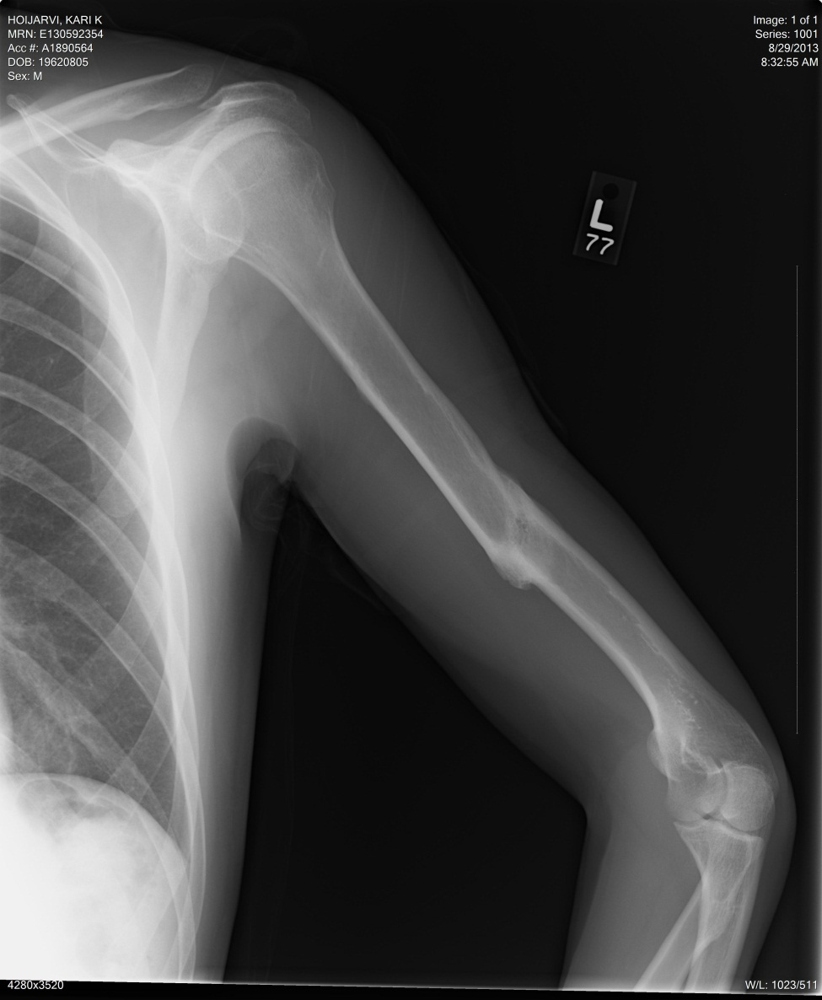 HOIJARVI, KARI K
MRN: E130592354
Acc #: A1890564
DOB: 19620805
Sex: M
Image: 1 of 1
Series: 1001
8/29/2013
8:32:55 AM
L
77
4280x3520
W/L: 1023/511